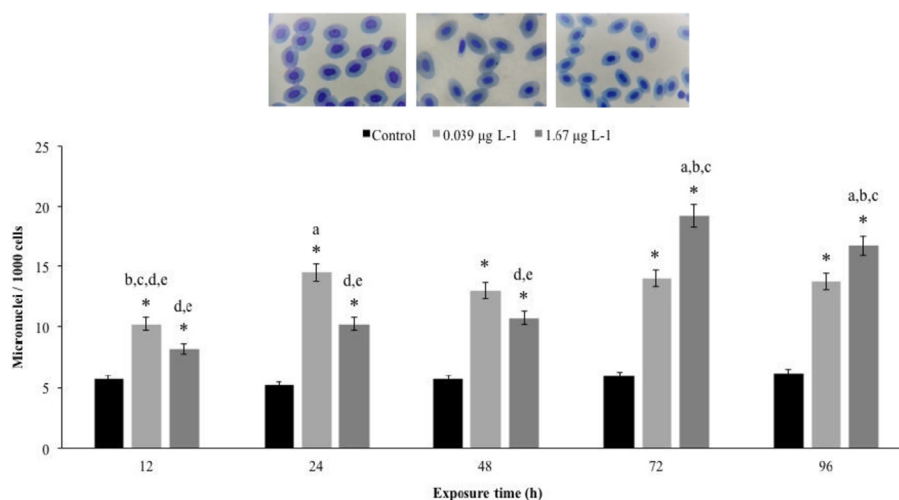 Control 0.039 µg L-1 1.67 µg L-1
25
20
15
10
5
0
Micronuclei / 1000 cells
b,c,d,e
*
d,e
*
a
*
d,e
*
*
d,e
*
*
a,b,c
*
*
a,b,c
*
12 24 48 72 96
Exposure time (h)